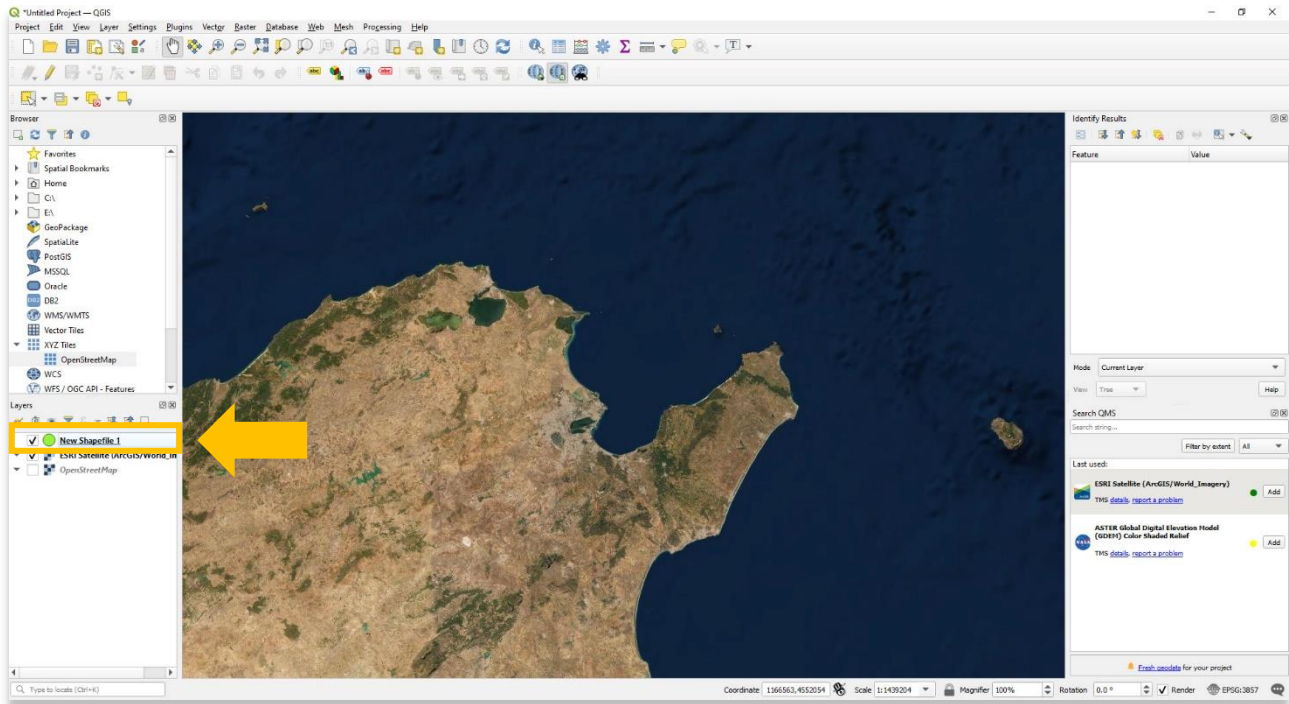 *Untitled Project — QGIS
Project Edit View Layer Settings Plugins Vector Raster Database Web Mesh Processing Help
Browser
Favorites
Spatial Bookmarks
Home
C:\
E:\
GeoPackage
SpatiaLite
PostGIS
MSSQL
Oracle
DB2
WMS/WMTS
Vector Tiles
XYZ Tiles
OpenStreetMap
WCS
WFS / OGC API - Features
Layers
New Shapefile 1
ESRI Satellite (ArcGIS/World_Im
OpenStreetMap
Type to locate (Ctrl+K)
Identify Results
Feature Value
Mode Current Layer
View Tree Help
Search QMS
Search string...
Filter by extent All
Last used:
ESRI Satellite (ArcGIS/World_Imagery)
TMS details, report a problem
Add
ASTER Global Digital Elevation Model
(GDEM) Color Shaded Relief
TMS details, report a problem
Add
Fresh geodata for your project
Coordinate 1166563,4552054 Scale 1:1439204 Magnifier 100% Rotation 0.0 ° Render EPSG:3857